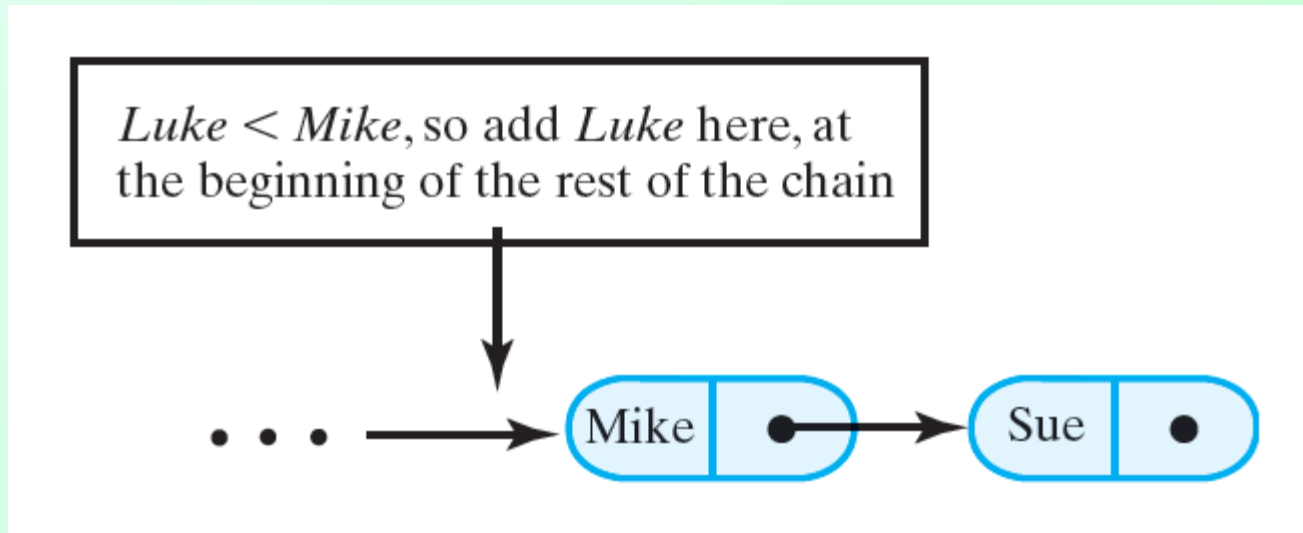 Luke < Mike, so add Luke here, at
the beginning of the rest of the chain
Mike
Sue